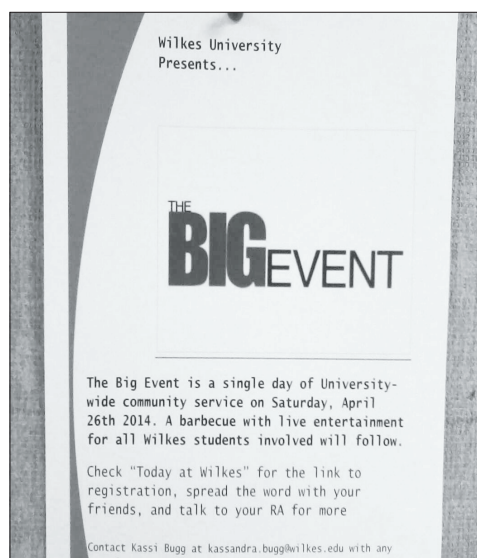 Wilkes University
Presents...
THE
BIG EVENT
The Big Event is a single day of University-
wide community service on Saturday, April
26th 2014. A barbecue with live entertainment
for all Wilkes students involved will follow.
Check "Today at Wilkes" for the link to
registration, spread the word with your
friends, and talk to your RA for more
Contact Kassi Bugg at kassandra.bugg@wilkes.edu with any